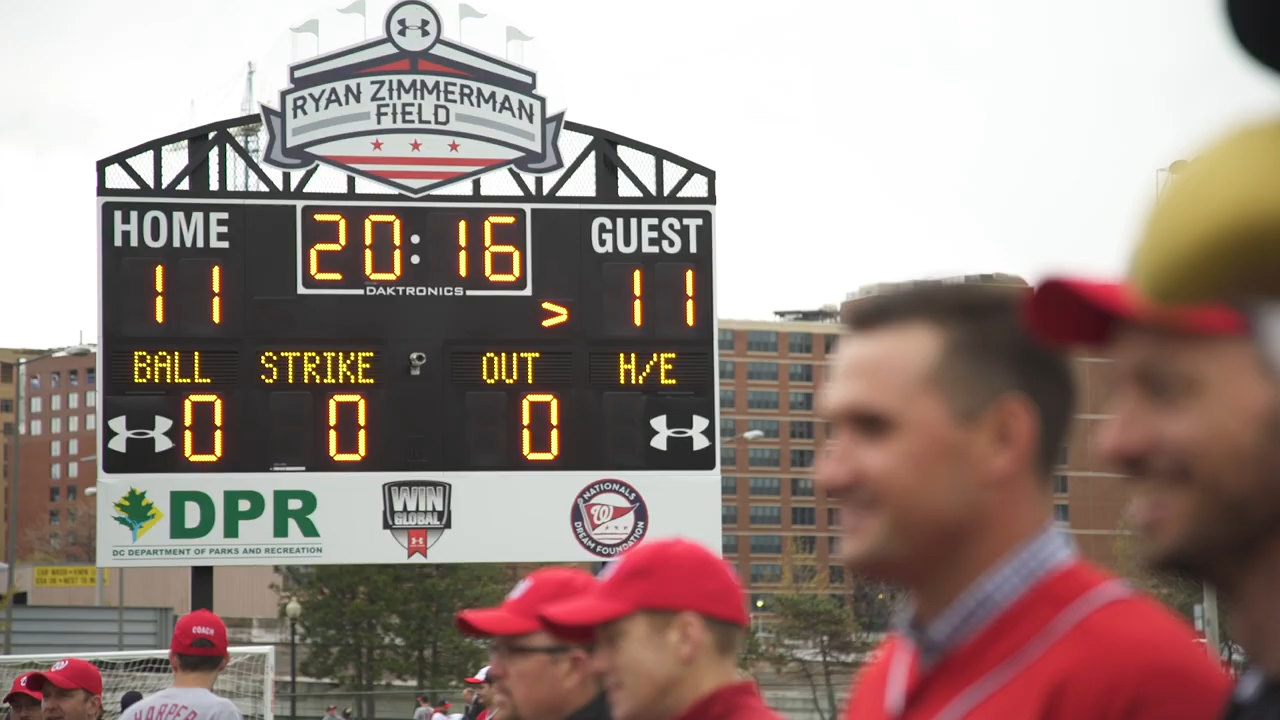 RYAN ZIMMERMAN
FIELD
HOME
20:16
GUEST
DAKTRONICS
11
> 11
BALL STRIKE OUT H/E
0 0 0
DPR
DC DEPARTMENT OF PARKS AND RECREATION
WIN
GLOBAL
NATIONALS
W
DREAM FOUNDATION
COACH
W
HARPER